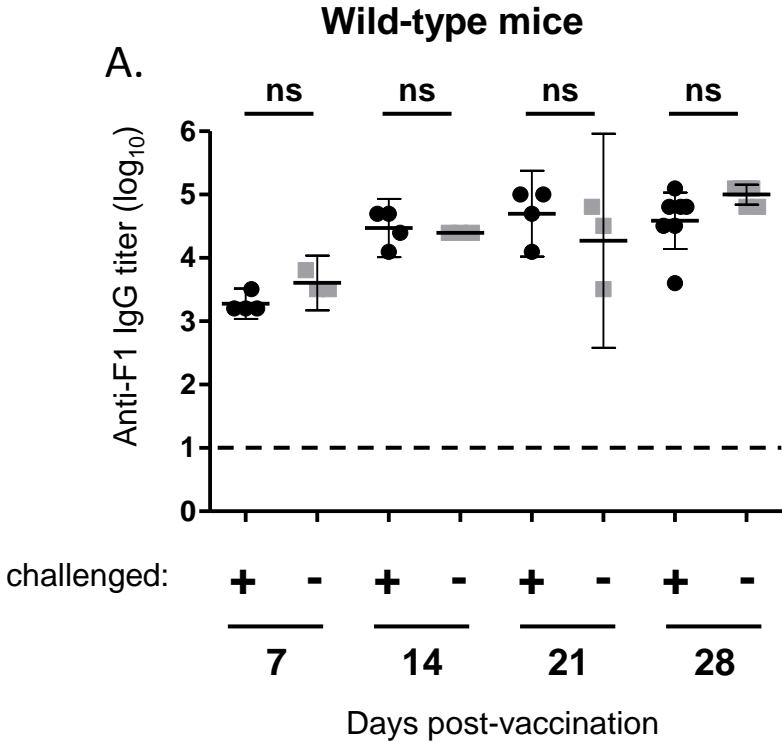 Wild-type mice
A.
ns ns ns ns
Anti-F1 IgG titer (log10)
6
5
4
3
2
1
0
challenged: + - + - + - + -
7 14 21 28
Days post-vaccination